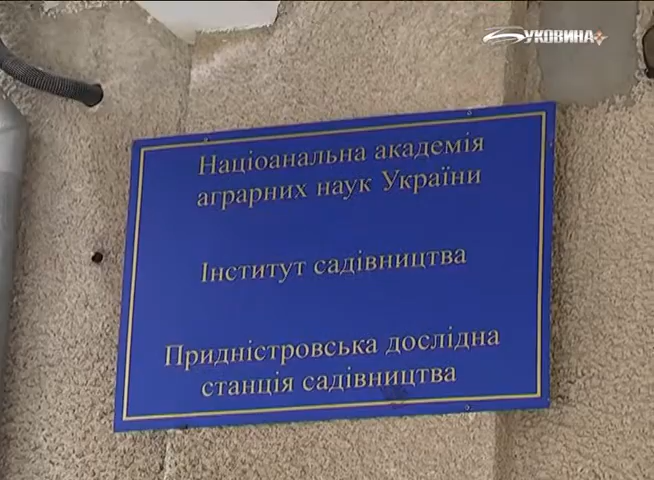 БУКОВИНА+
Націоанальна академія
аграрних наук України
Інститут садівництва
Придністровська дослідна
станція садівництва